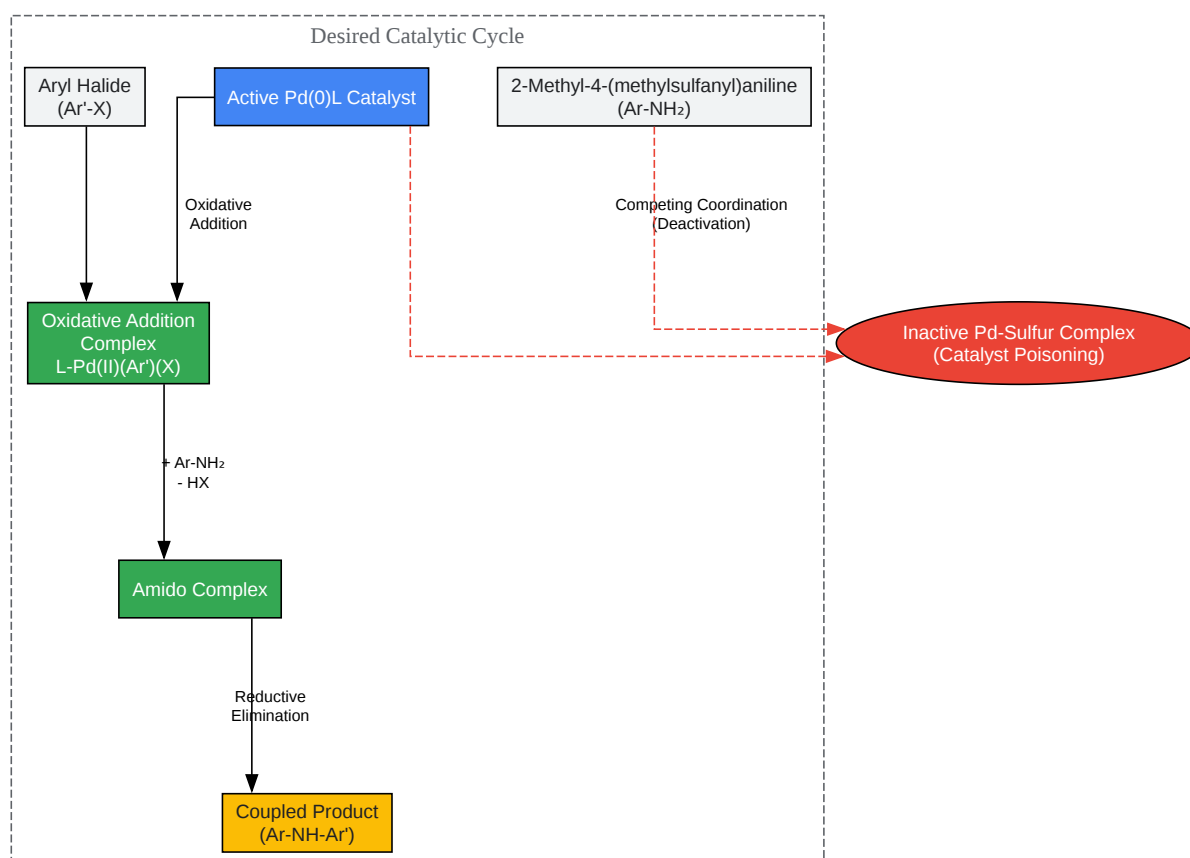 Desired Catalytic Cycle
Aryl Halide
(Ar'-X)
Active Pd(0)L Catalyst
2-Methyl-4-(methylsulfanyl)aniline
(Ar-NH₂)
Oxidative
Addition
Competing Coordination
(Deactivation)
Oxidative Addition
Complex
L-Pd(II)(Ar')(X)
Inactive Pd-Sulfur Complex
(Catalyst Poisoning)
+ Ar-NH₂
- HX
Amido Complex
Reductive
Elimination
Coupled Product
(Ar-NH-Ar')